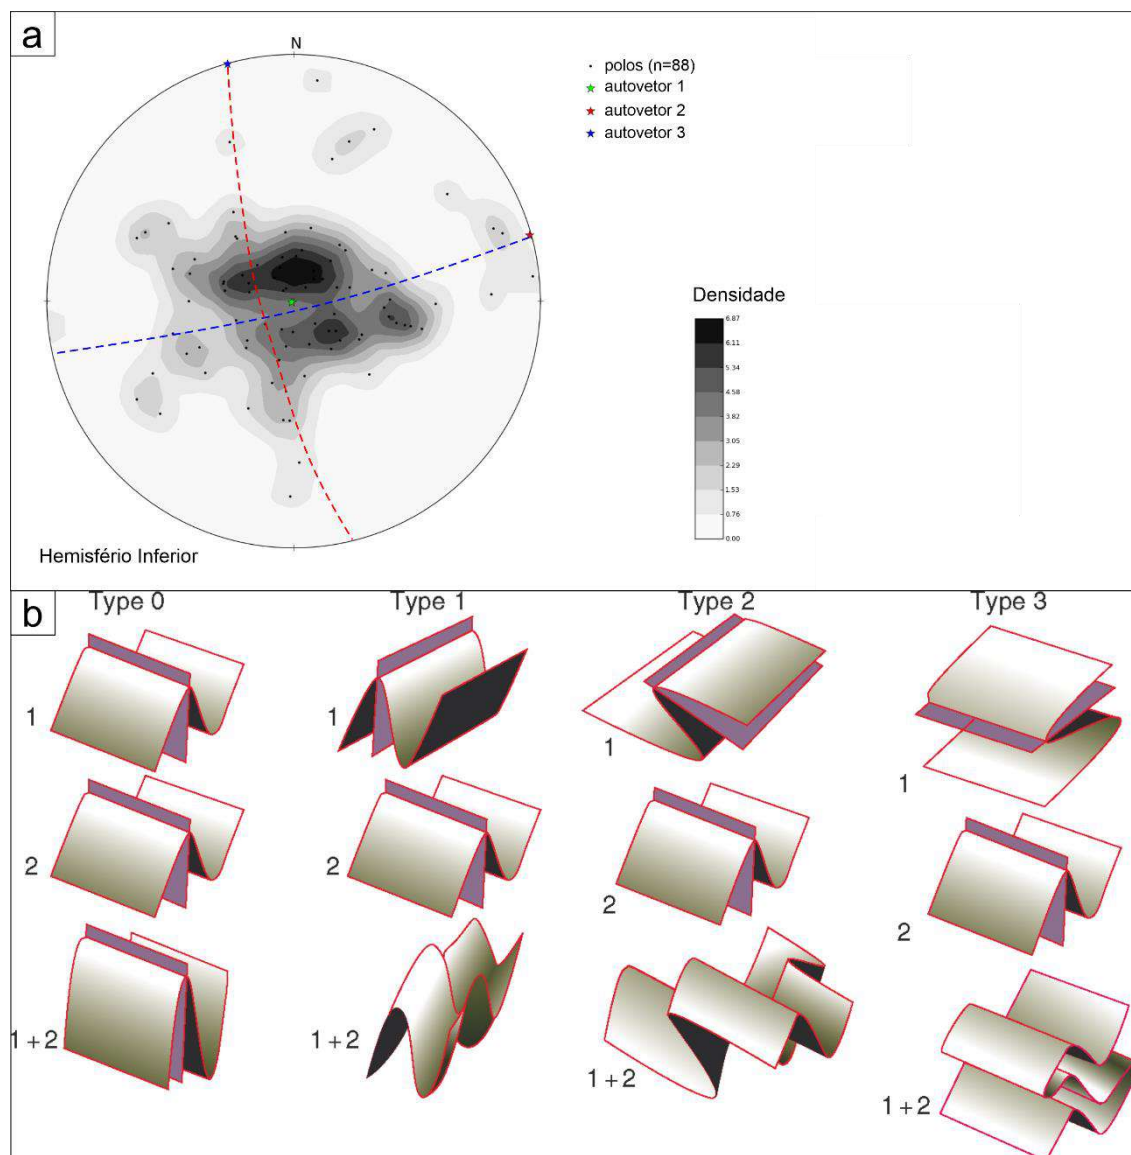 a
N
polos (n=88)
autovetor 1
autovetor 2
autovetor 3
Densidade
6.87
6.11
5.34
4.58
3.82
3.05
2.29
1.53
0.76
0.00
Hemisfério Inferior
b
Type 0
Type 1
Type 2
Type 3
1
1
1
1
2
2
2
2
1+2
1+2
1+2
1+2